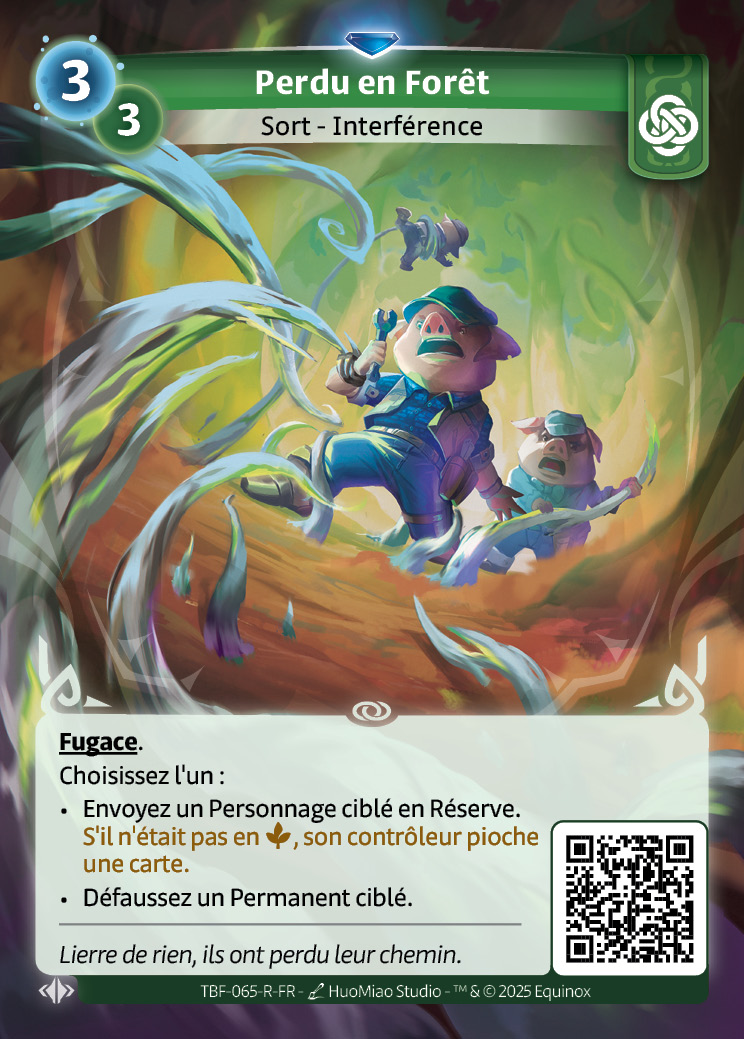 3
Perdu en Forêt
3
Sort - Interférence
Fugace.
Choisissez l'un :
• Envoyez un Personnage ciblé en Réserve.
S'il n'était pas en , son contrôleur pioche
une carte.
• Défaussez un Permanent ciblé.
Lierre de rien, ils ont perdu leur chemin.
TBF-065-R-FR - HuoMiao Studio - ™ & © 2025 Equinox